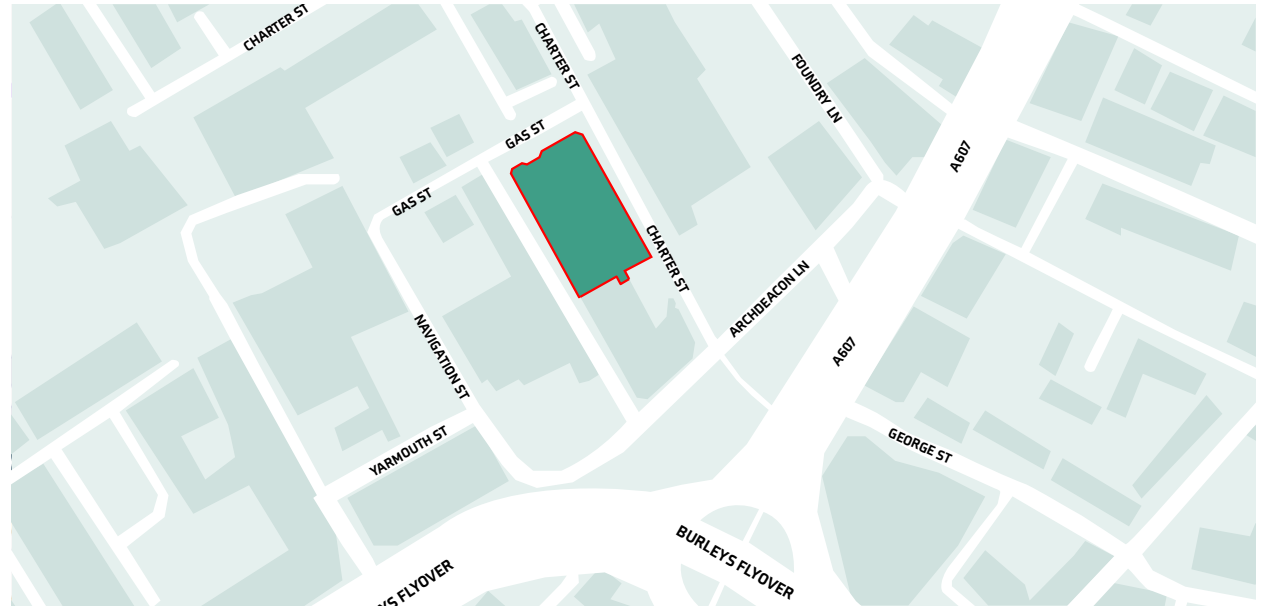 CHARTER ST
CHARTER ST
FOUNDRY LN
GAS ST
A607
GAS ST
CHARTER ST
ARCHDEACON LN
NAVIGATION ST
A607
YARMOUTH ST
GEORGE ST
BURLEYS FLYOVER
YS FLYOVER